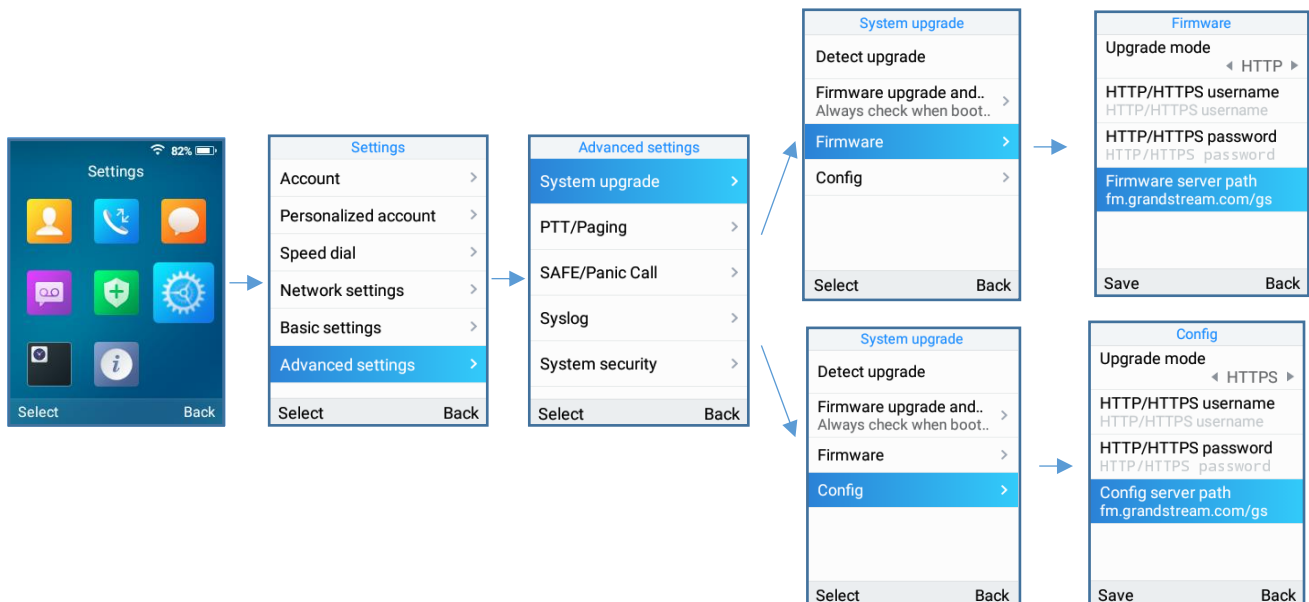 82%
Settings
Select Back
Settings
Account
Personalized account
Speed dial
Network settings
Basic settings
Advanced settings
Select Back
Advanced settings
System upgrade
PTT/Paging
SAFE/Panic Call
Syslog
System security
Select Back
System upgrade
Detect upgrade
Firmware upgrade and..
Always check when boot..
Firmware
Config
Select Back
Firmware
Upgrade mode
HTTP
HTTP/HTTPS username
HTTP/HTTPS username
HTTP/HTTPS password
HTTP/HTTPS password
Firmware server path
fm.grandstream.com/gs
Save Back
System upgrade
Detect upgrade
Firmware upgrade and..
Always check when boot..
Firmware
Config
Select Back
Config
Upgrade mode
HTTPS
HTTP/HTTPS username
HTTP/HTTPS username
HTTP/HTTPS password
HTTP/HTTPS password
Config server path
fm.grandstream.com/gs
Save Back